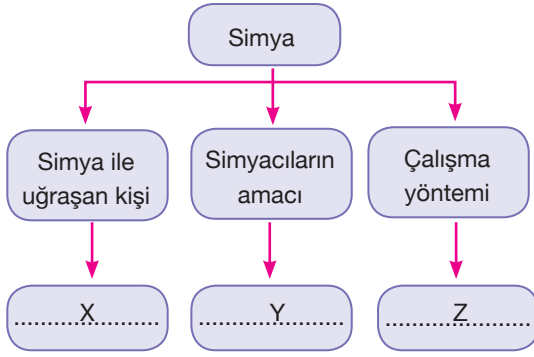 Simya
Simya ile
uğraşan kişi
Simyacıların
amacı
Çalışma
yöntemi
........X........
........Y........
........Z........